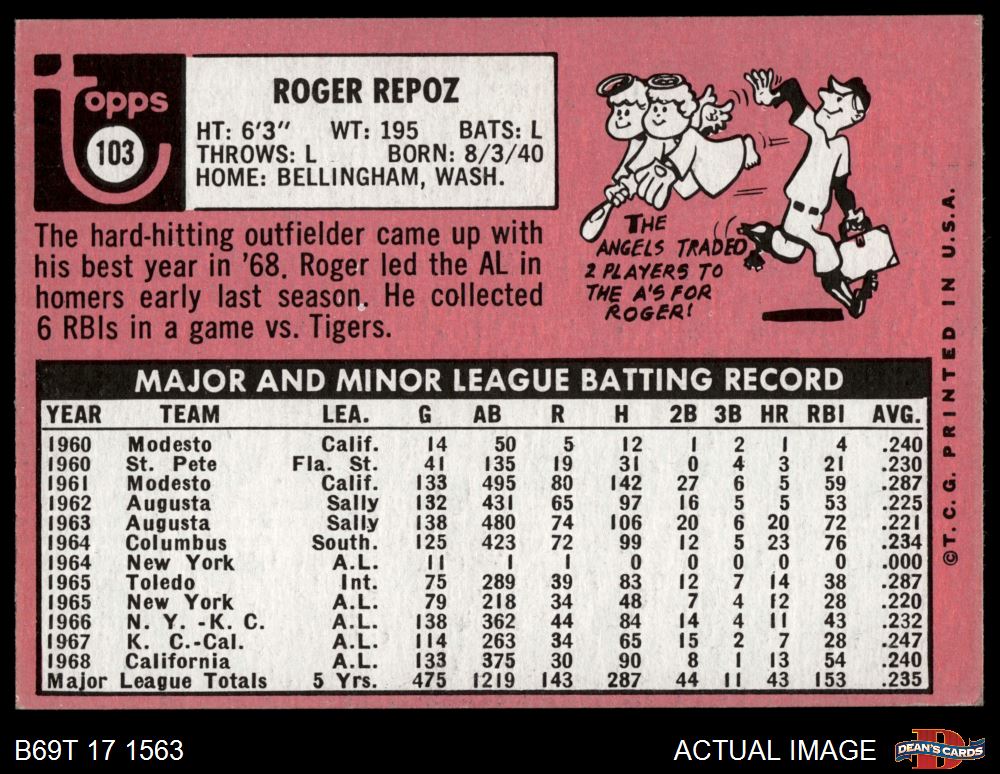 topps
103
ROGER REPOZ
HT: 6'3" WT: 195 BATS: L
THROWS: L BORN: 8/3/40
HOME: BELLINGHAM, WASH.
The hard-hitting outfielder came up with
his best year in '68. Roger led the AL in
homers early last season. He collected
6 RBIs in a game vs. Tigers.
THE
ANGELS TRADED
2 PLAYERS TO
THE A'S FOR
ROGER!
MAJOR AND MINOR LEAGUE BATTING RECORD
YEAR TEAM LEA. G AB R H 2B 3B HR RBI AVG.
1960 Modesto Calif. 14 50 5 12 1 2 1 4 .240
1960 St. Pete Fla. St. 41 135 19 31 0 4 3 21 .230
1961 Modesto Calif. 133 495 80 142 27 6 5 59 .287
1962 Augusta Sally 132 431 65 97 16 5 5 53 .225
1963 Augusta Sally 138 480 74 106 20 6 20 72 .221
1964 Columbus South. 125 423 72 99 12 5 23 76 .234
1964 New York A.L. 11 1 1 0 0 0 0 0 .000
1965 Toledo Int. 75 289 39 83 12 7 14 38 .287
1965 New York A.L. 79 218 34 48 7 4 12 28 .220
1966 N. Y. -K. C. A.L. 138 362 44 84 14 4 11 43 .232
1967 K. C.-Cal. A.L. 114 263 34 65 15 2 7 28 .247
1968 California A.L. 133 375 30 90 8 1 13 54 .240
Major League Totals 5 Yrs. 475 1219 143 287 44 11 43 153 .235
©T.C.G. PRINTED IN U.S.A.
B69T 17 1563
ACTUAL IMAGE
DEAN'S CARDS